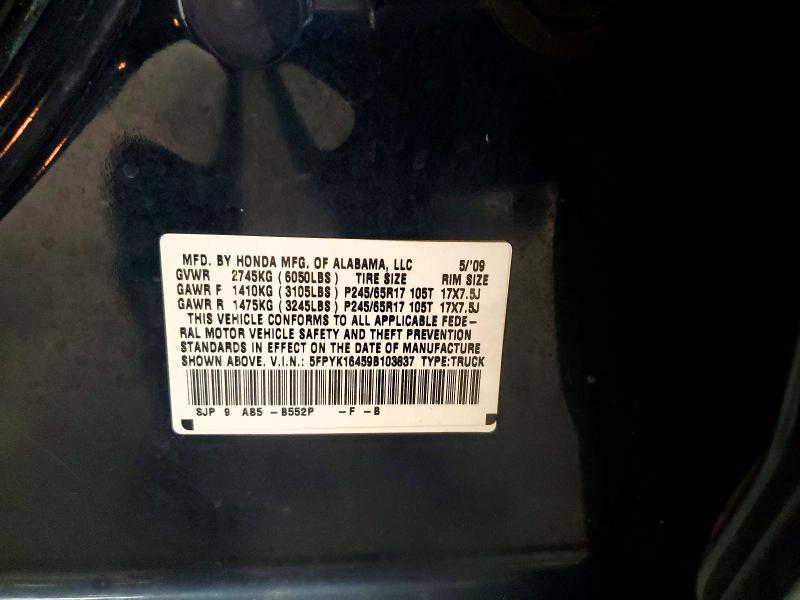 MFD. BY HONDA MFG. OF ALABAMA, LLC 5/'09
GVWR 2745KG (6050LBS) TIRE SIZE RIM SIZE
GAWR F 1410KG (3105LBS) P245/65R17 105T 17X7.5J
GAWR R 1475KG (3245LBS) P245/65R17 105T 17X7.5J
THIS VEHICLE CONFORMS TO ALL APPLICABLE FEDE-
RAL MOTOR VEHICLE SAFETY AND THEFT PREVENTION
STANDARDS IN EFFECT ON THE DATE OF MANUFACTURE
SHOWN ABOVE. V.I.N.: 5FPYK16459B103837 TYPE:TRUCK
SJP 9 AB5 -B552P -F -B